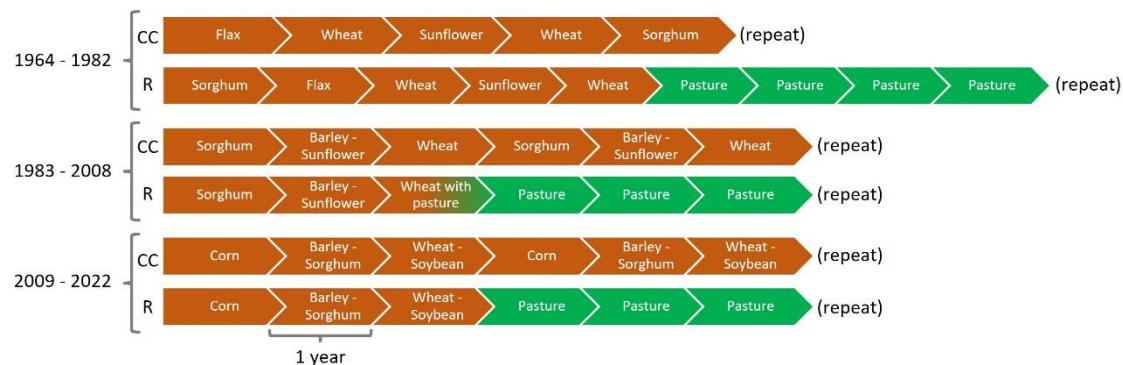 CC Flax Wheat Sunflower Wheat Sorghum (repeat)
1964 - 1982
R Sorghum Flax Wheat Sunflower Wheat Pasture Pasture Pasture Pasture (repeat)
CC Sorghum Barley - Sunflower Wheat Sorghum Barley - Sunflower Wheat (repeat)
1983 - 2008
R Sorghum Barley - Sunflower Wheat with pasture Pasture Pasture Pasture (repeat)
CC Corn Barley - Sorghum Wheat - Soybean Corn Barley - Sorghum Wheat - Soybean (repeat)
2009 - 2022
R Corn Barley - Sorghum Wheat - Soybean Pasture Pasture Pasture (repeat)
1 year